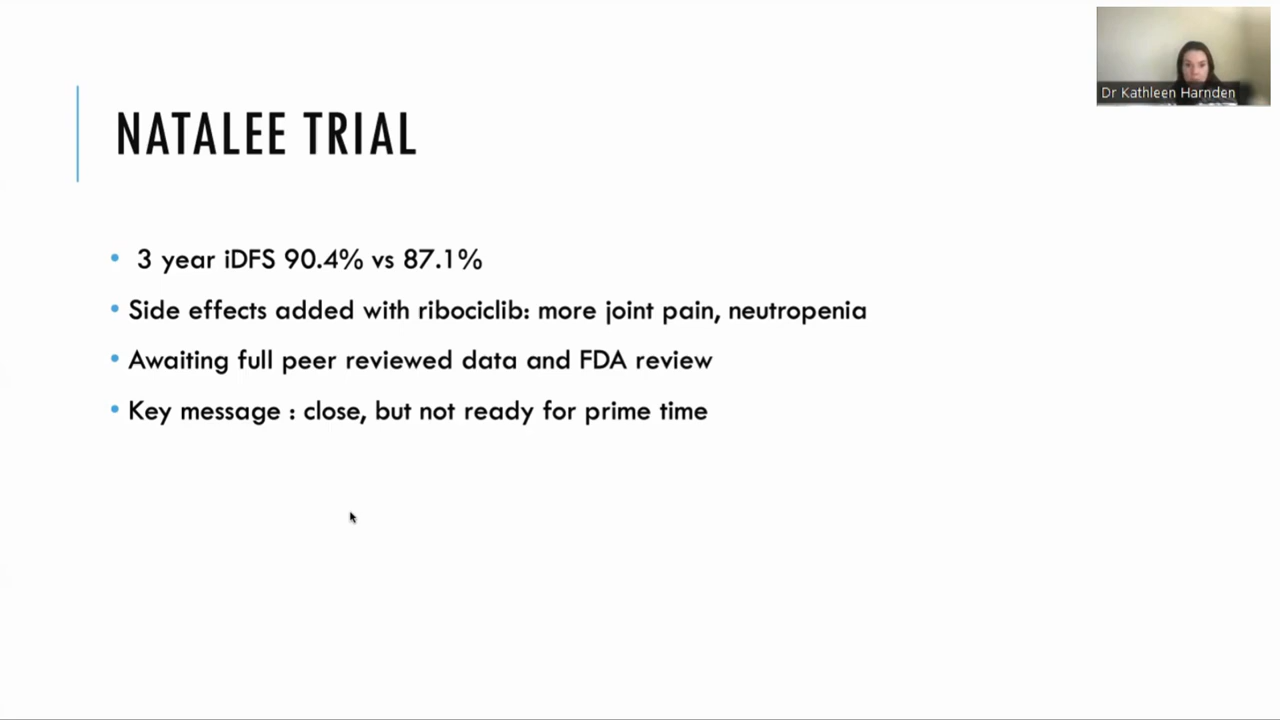 Dr Kathleen Harnden
NATALEE TRIAL
• 3 year iDFS 90.4% vs 87.1%
• Side effects added with ribociclib: more joint pain, neutropenia
• Awaiting full peer reviewed data and FDA review
• Key message : close, but not ready for prime time